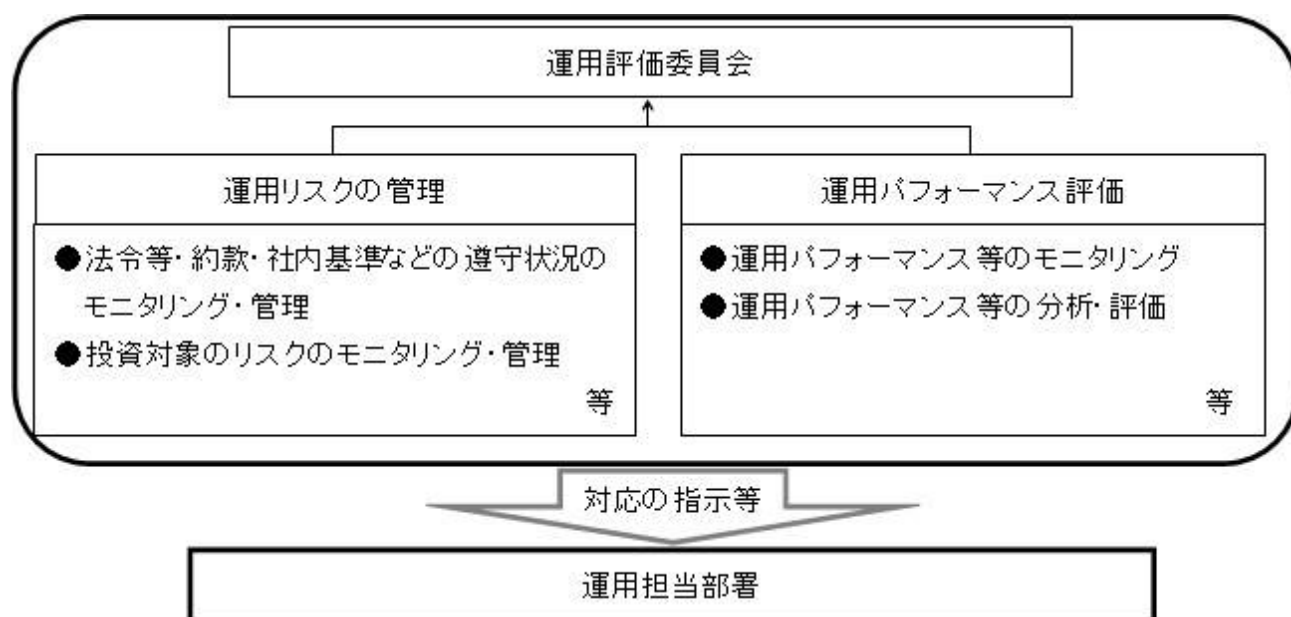 運用評価委員会
運用リスクの管理
●法令等・約款・社内基準などの遵守状況の
モニタリング・管理
●投資対象のリスクのモニタリング・管理
等
運用パフォーマンス評価
●運用パフォーマンス等のモニタリング
●運用パフォーマンス等の分析・評価
等
対応の指示等
運用担当部署